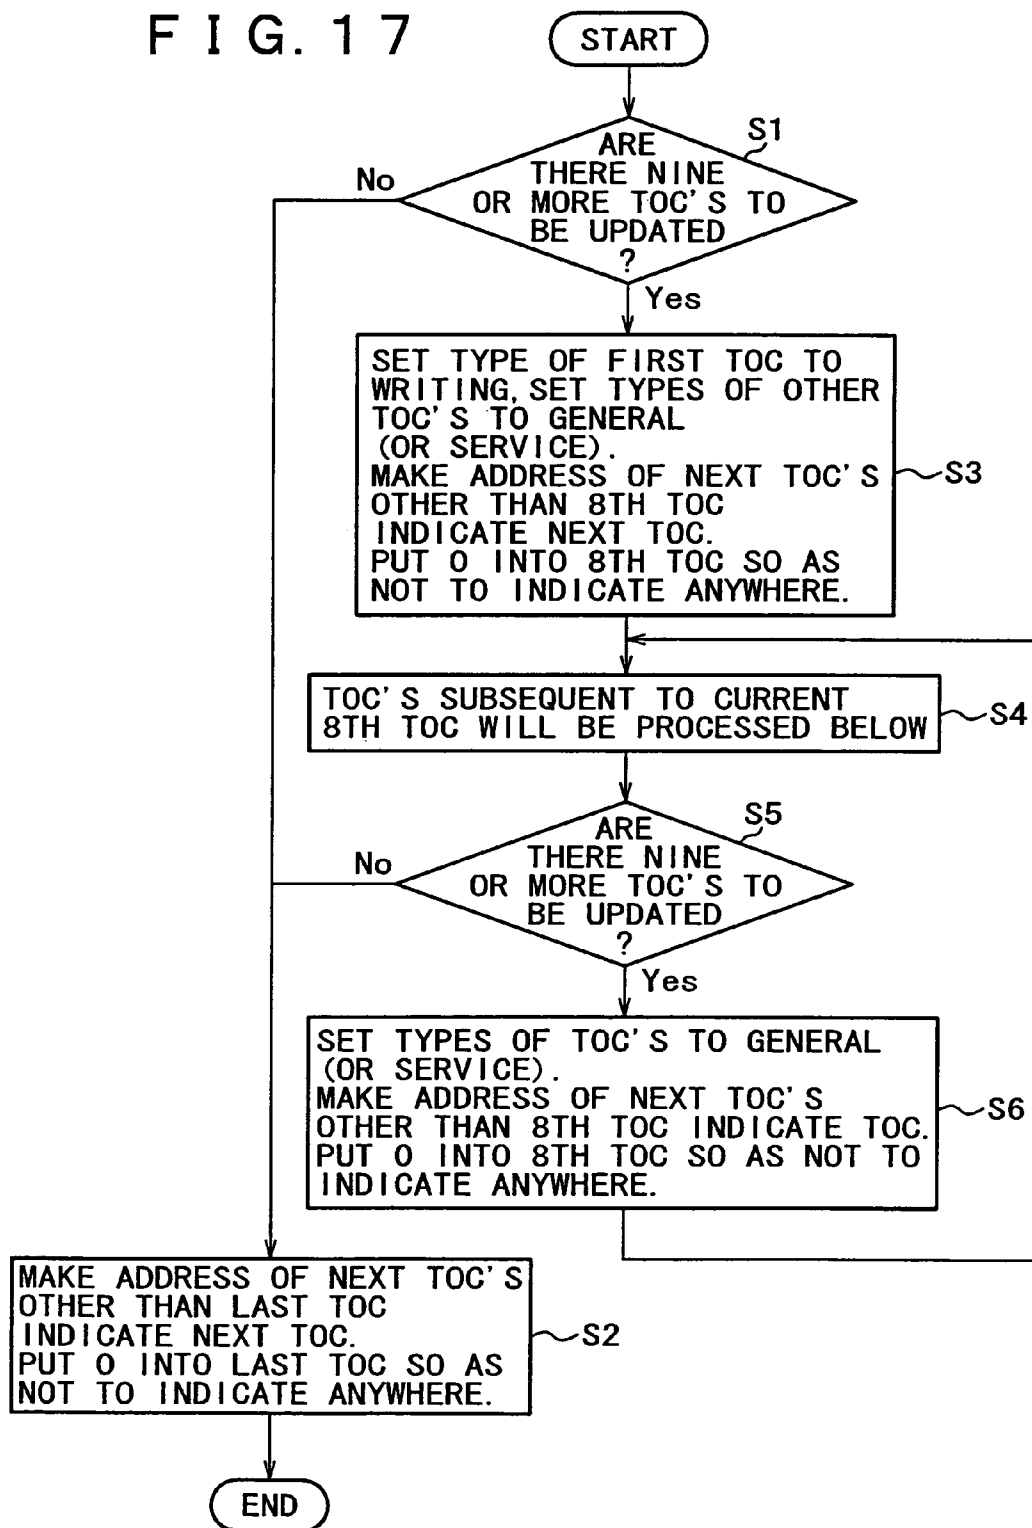 FIG. 17
START
S1
ARE
THERE NINE
OR MORE TOC'S TO
BE UPDATED
?
No
Yes
SET TYPE OF FIRST TOC TO
WRITING, SET TYPES OF OTHER
TOC'S TO GENERAL
(OR SERVICE).
MAKE ADDRESS OF NEXT TOC'S
OTHER THAN 8TH TOC
INDICATE NEXT TOC.
PUT 0 INTO 8TH TOC SO AS
NOT TO INDICATE ANYWHERE.
S3
TOC'S SUBSEQUENT TO CURRENT
8TH TOC WILL BE PROCESSED BELOW
S4
S5
ARE
THERE NINE
OR MORE TOC'S TO
BE UPDATED
?
No
Yes
SET TYPES OF TOC'S TO GENERAL
(OR SERVICE).
MAKE ADDRESS OF NEXT TOC'S
OTHER THAN 8TH TOC INDICATE TOC.
PUT 0 INTO 8TH TOC SO AS NOT TO
INDICATE ANYWHERE.
S6
MAKE ADDRESS OF NEXT TOC'S
OTHER THAN LAST TOC
INDICATE NEXT TOC.
PUT 0 INTO LAST TOC SO AS
NOT TO INDICATE ANYWHERE.
S2
END